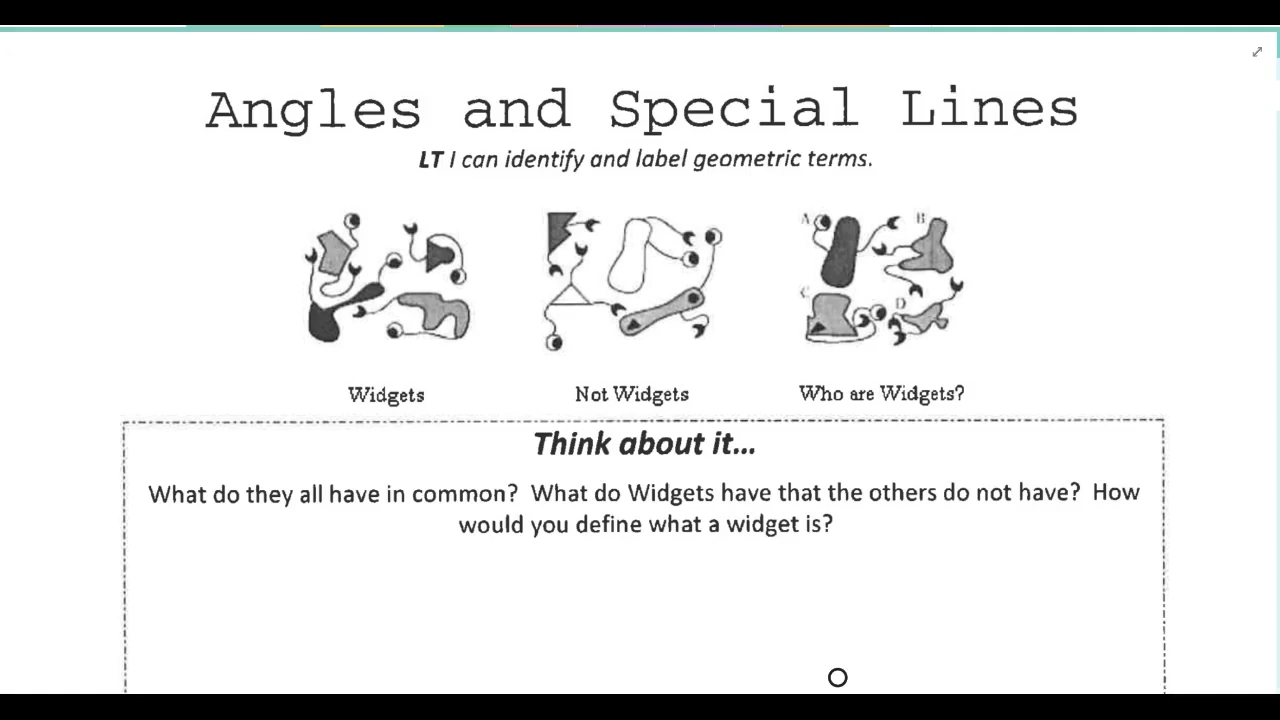 Angles and Special Lines
LT I can identify and label geometric terms.
A
B
C
D
Widgets
Not Widgets
Who are Widgets?
Think about it...
What do they all have in common? What do Widgets have that the others do not have? How
would you define what a widget is?